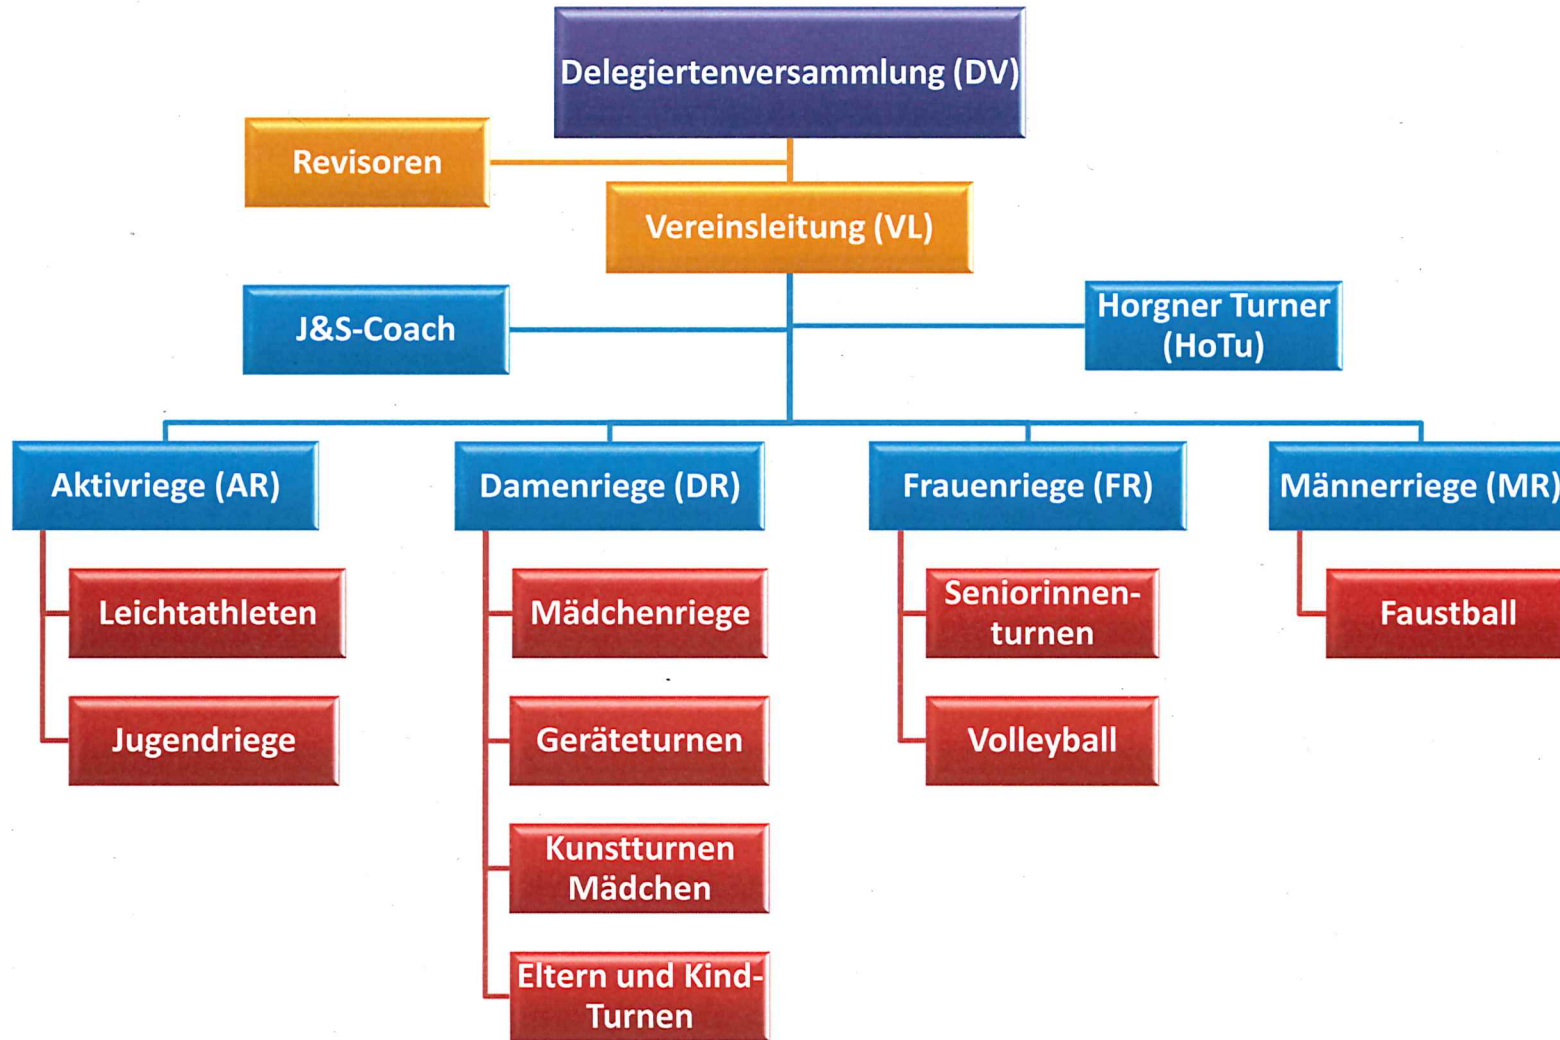 Delegiertenversammlung (DV)
Revisoren
Vereinsleitung (VL)
J&S-Coach
Horgner Turner
(HoTu)
Aktivriege (AR)
Damenriege (DR)
Frauenriege (FR)
Männerriege (MR)
Leichtathleten
Mädchenriege
Seniorinnen-
turnen
Faustball
Jugendriege
Geräteturnen
Volleyball
Kunstturnen
Mädchen
Eltern und Kind-
Turnen